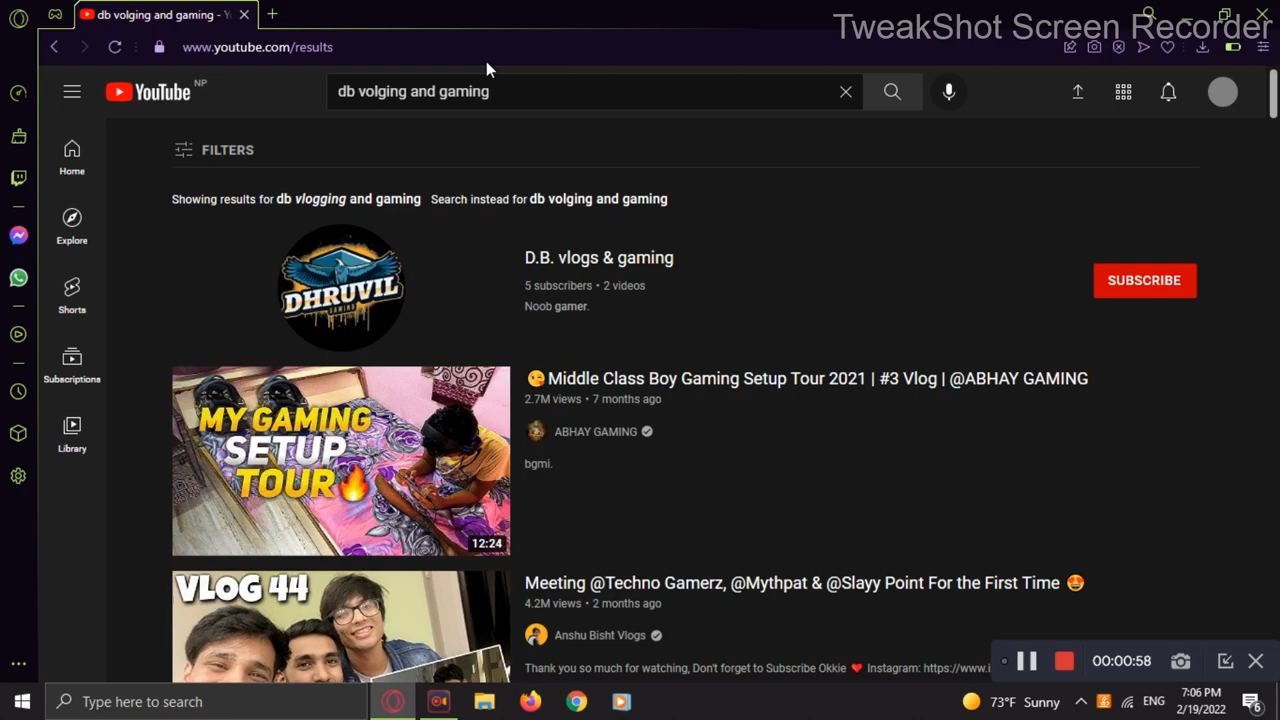 db volging and gaming - Y
TweakShot Screen Recorder
www.youtube.com/results
YouTube NP
db volging and gaming
FILTERS
Home
Explore
Shorts
Subscriptions
Library
Showing results for db vlogging and gaming Search instead for db volging and gaming
DHRUVIL
GAMING
D.B. vlogs & gaming
5 subscribers • 2 videos
Noob gamer.
SUBSCRIBE
MY GAMING
SETUP
TOUR🔥
12:24
😘Middle Class Boy Gaming Setup Tour 2021 | #3 Vlog | @ABHAY GAMING
2.7M views • 7 months ago
ABHAY GAMING
bgmi.
VLOG 44
Meeting @Techno Gamerz, @Mythpat & @Slayy Point For the First Time 🤩
4.2M views • 2 months ago
Anshu Bisht Vlogs
Thank you so much for watching, Don't forget to Subscribe Okkie ❤️ Instagram: https://www.i
00:00:58
Type here to search
73°F Sunny
ENG
7:06 PM
2/19/2022
6